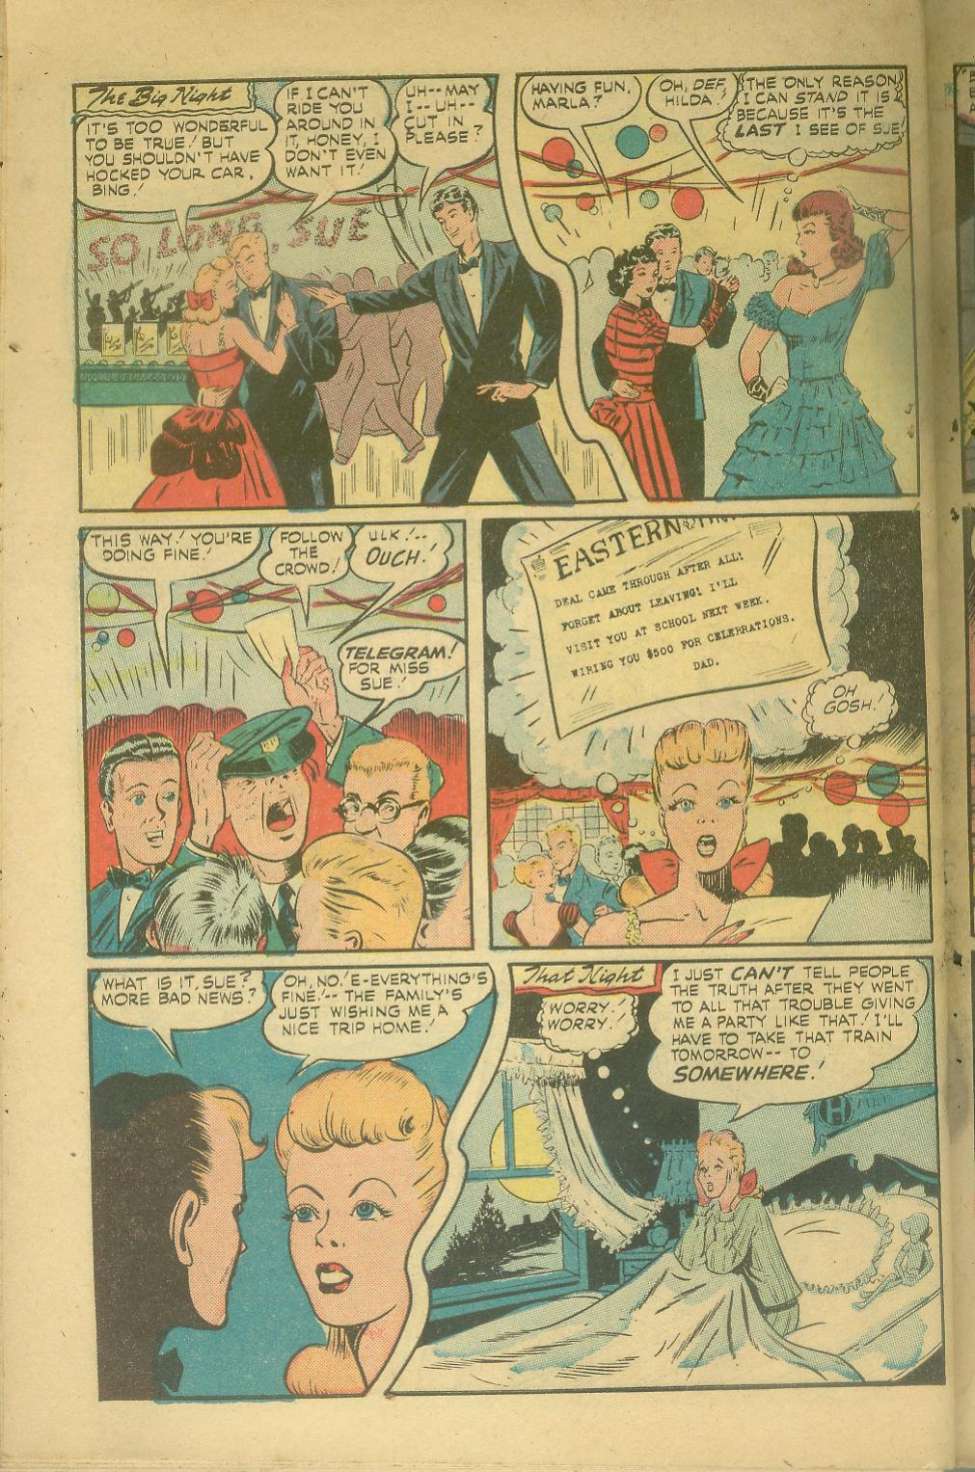 The Big Night
IT'S TOO WONDERFUL
TO BE TRUE! BUT
YOU SHOULDN'T HAVE
HOCKED YOUR CAR,
BING!
IF I CAN'T
RIDE YOU
AROUND IN
IT, HONEY, I
DON'T EVEN
WANT IT!
UH-- MAY
I--UH--
CUT IN
PLEASE?
SO LONG, SUE
HAVING FUN,
MARLA?
OH, DEF,
HILDA!
THE ONLY REASON
I CAN STAND IT IS
BECAUSE IT'S THE
LAST I SEE OF SUE!
THIS WAY! YOU'RE
DOING FINE!
FOLLOW
THE
CROWD!
ULK!--
OUCH!
TELEGRAM!
FOR MISS
SUE!
EASTERN
DEAL CAME THROUGH AFTER ALL!
FORGET ABOUT LEAVING! I'LL
VISIT YOU AT SCHOOL NEXT WEEK.
WIRING YOU $500 FOR CELEBRATIONS.
DAD.
OH
GOSH!
WHAT IS IT, SUE?
MORE BAD NEWS?
OH, NO! E-EVERYTHING'S
FINE!-- THE FAMILY'S
JUST WISHING ME A
NICE TRIP HOME!
That Night
WORRY!
WORRY!
I JUST CAN'T TELL PEOPLE
THE TRUTH AFTER THEY WENT
TO ALL THAT TROUBLE GIVING
ME A PARTY LIKE THAT! I'LL
HAVE TO TAKE THAT TRAIN
TOMORROW-- TO
SOMEWHERE!
H